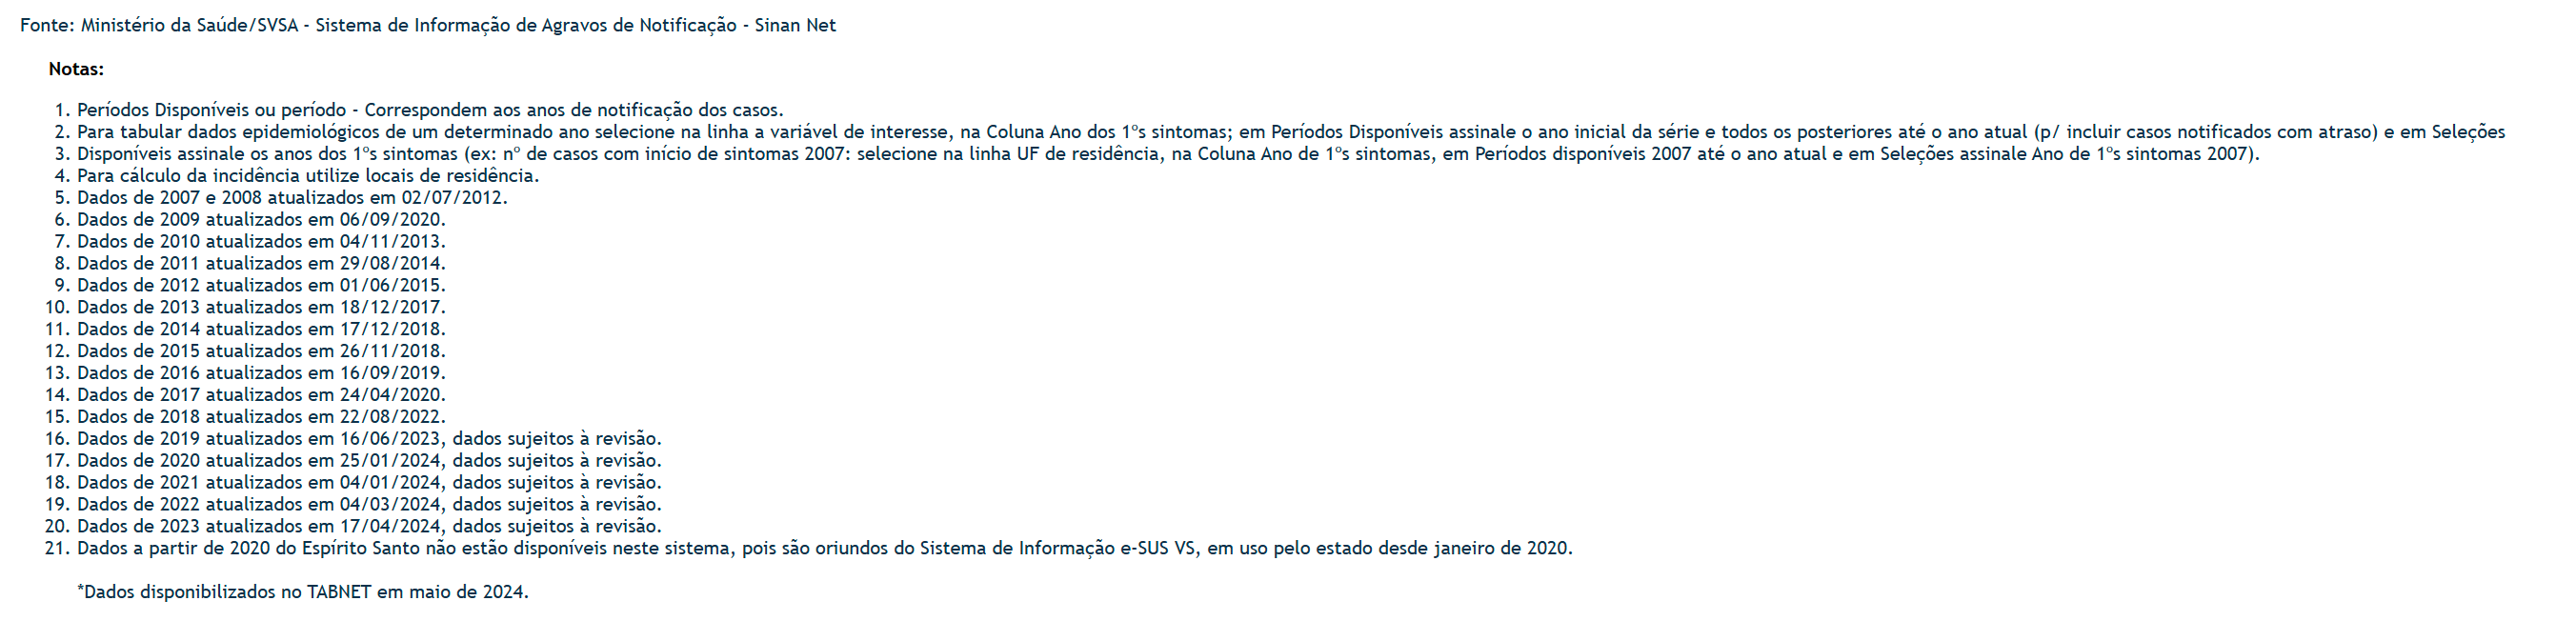 Fonte: Ministério da Saúde/SVSA - Sistema de Informação de Agravos de Notificação - Sinan Net
Notas:
1. Períodos Disponíveis ou período - Correspondem aos anos de notificação dos casos.
2. Para tabular dados epidemiológicos de um determinado ano selecione na linha a variável de interesse, na Coluna Ano dos 1ºs sintomas; em Períodos Disponíveis assinale o ano inicial da série e todos os posteriores até o ano atual (p/ incluir casos notificados com atraso) e em Seleções
3. Disponíveis assinale os anos dos 1ºs sintomas (ex: nº de casos com início de sintomas 2007: selecione na linha UF de residência, na Coluna Ano de 1ºs sintomas, em Períodos disponíveis 2007 até o ano atual e em Seleções assinale Ano de 1ºs sintomas 2007).
4. Para cálculo da incidência utilize locais de residência.
5. Dados de 2007 e 2008 atualizados em 02/07/2012.
6. Dados de 2009 atualizados em 06/09/2020.
7. Dados de 2010 atualizados em 04/11/2013.
8. Dados de 2011 atualizados em 29/08/2014.
9. Dados de 2012 atualizados em 01/06/2015.
10. Dados de 2013 atualizados em 18/12/2017.
11. Dados de 2014 atualizados em 17/12/2018.
12. Dados de 2015 atualizados em 26/11/2018.
13. Dados de 2016 atualizados em 16/09/2019.
14. Dados de 2017 atualizados em 24/04/2020.
15. Dados de 2018 atualizados em 22/08/2022.
16. Dados de 2019 atualizados em 16/06/2023, dados sujeitos à revisão.
17. Dados de 2020 atualizados em 25/01/2024, dados sujeitos à revisão.
18. Dados de 2021 atualizados em 04/01/2024, dados sujeitos à revisão.
19. Dados de 2022 atualizados em 04/03/2024, dados sujeitos à revisão.
20. Dados de 2023 atualizados em 17/04/2024, dados sujeitos à revisão.
21. Dados a partir de 2020 do Espírito Santo não estão disponíveis neste sistema, pois são oriundos do Sistema de Informação e-SUS VS, em uso pelo estado desde janeiro de 2020.
*Dados disponibilizados no TABNET em maio de 2024.